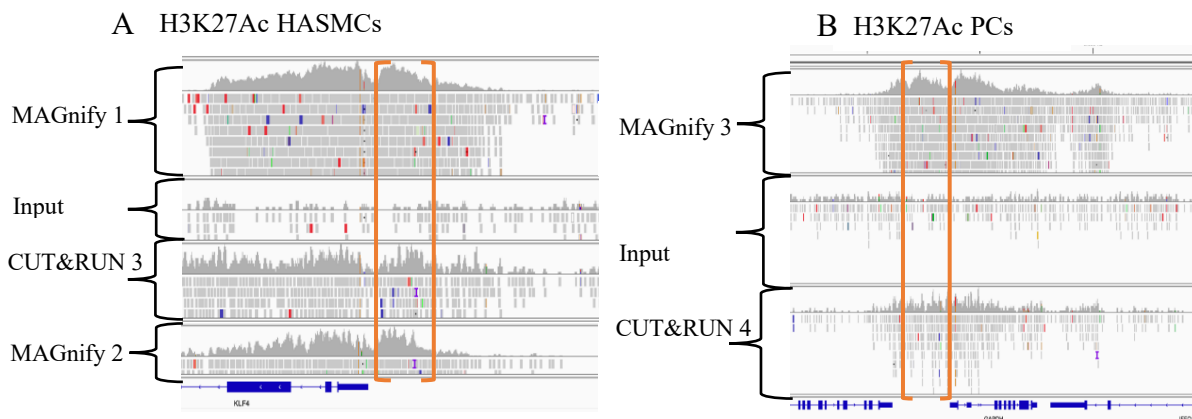 A H3K27Ac HASMCs
MAGnify 1
Input
CUT&RUN 3
MAGnify 2
KLF4
B H3K27Ac PCs
MAGnify 3
Input
CUT&RUN 4
GAPDH